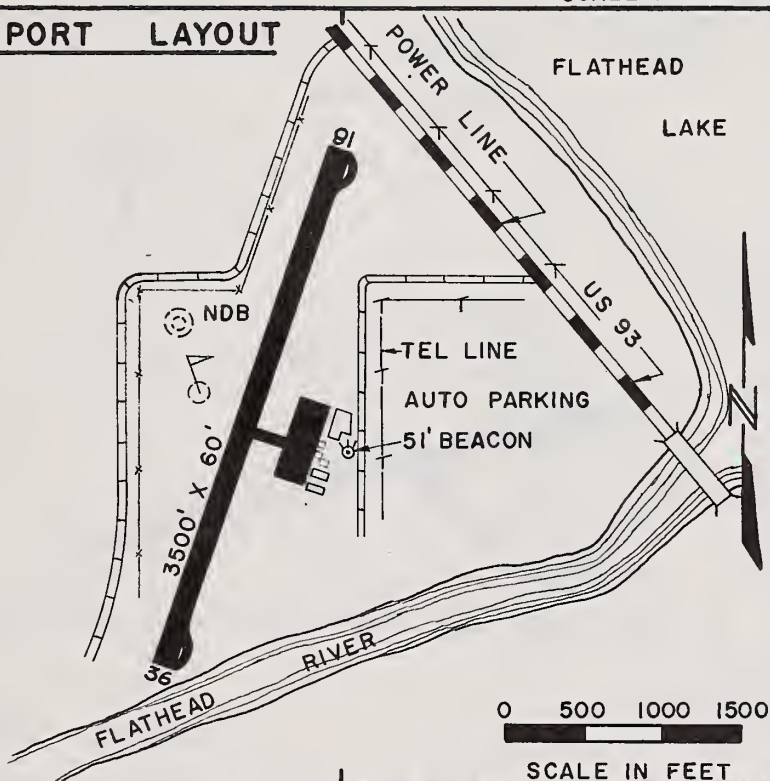 PORT LAYOUT
POWER LINE
FLATHEAD
LAKE
18
NDB
US 93
TEL LINE
AUTO PARKING
51' BEACON
N
3500' X 60'
36
FLATHEAD RIVER
0 500 1000 1500
SCALE IN FEET